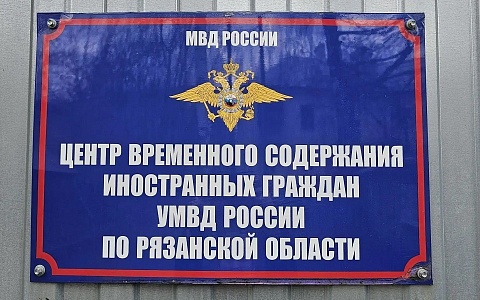 МВД РОССИИ
ЦЕНТР ВРЕМЕННОГО СОДЕРЖАНИЯ
ИНОСТРАННЫХ ГРАЖДАН
УМВД РОССИИ
ПО РЯЗАНСКОЙ ОБЛАСТИ